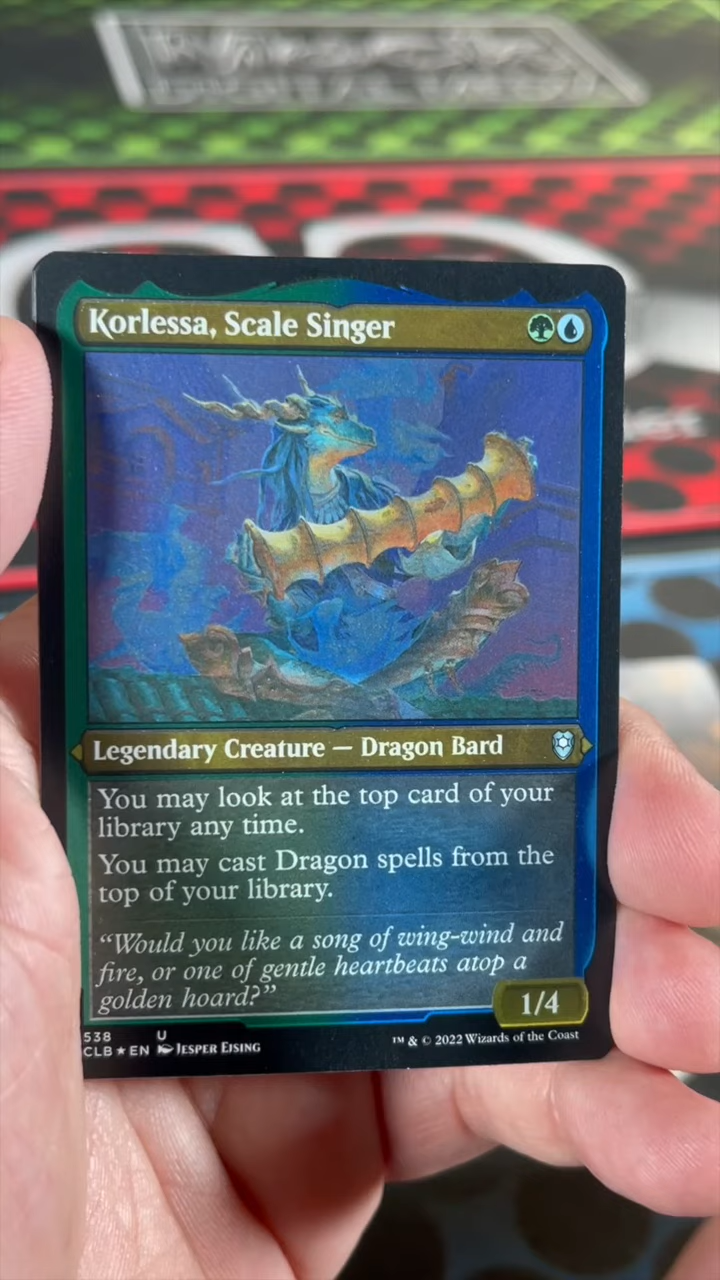 Korlessa, Scale Singer
Legendary Creature — Dragon Bard
You may look at the top card of your
library any time.
You may cast Dragon spells from the
top of your library.
“Would you like a song of wing-wind and
fire, or one of gentle heartbeats atop a
golden hoard?”
1/4
538 U
CLB★EN JESPER EISING
™ & © 2022 Wizards of the Coast